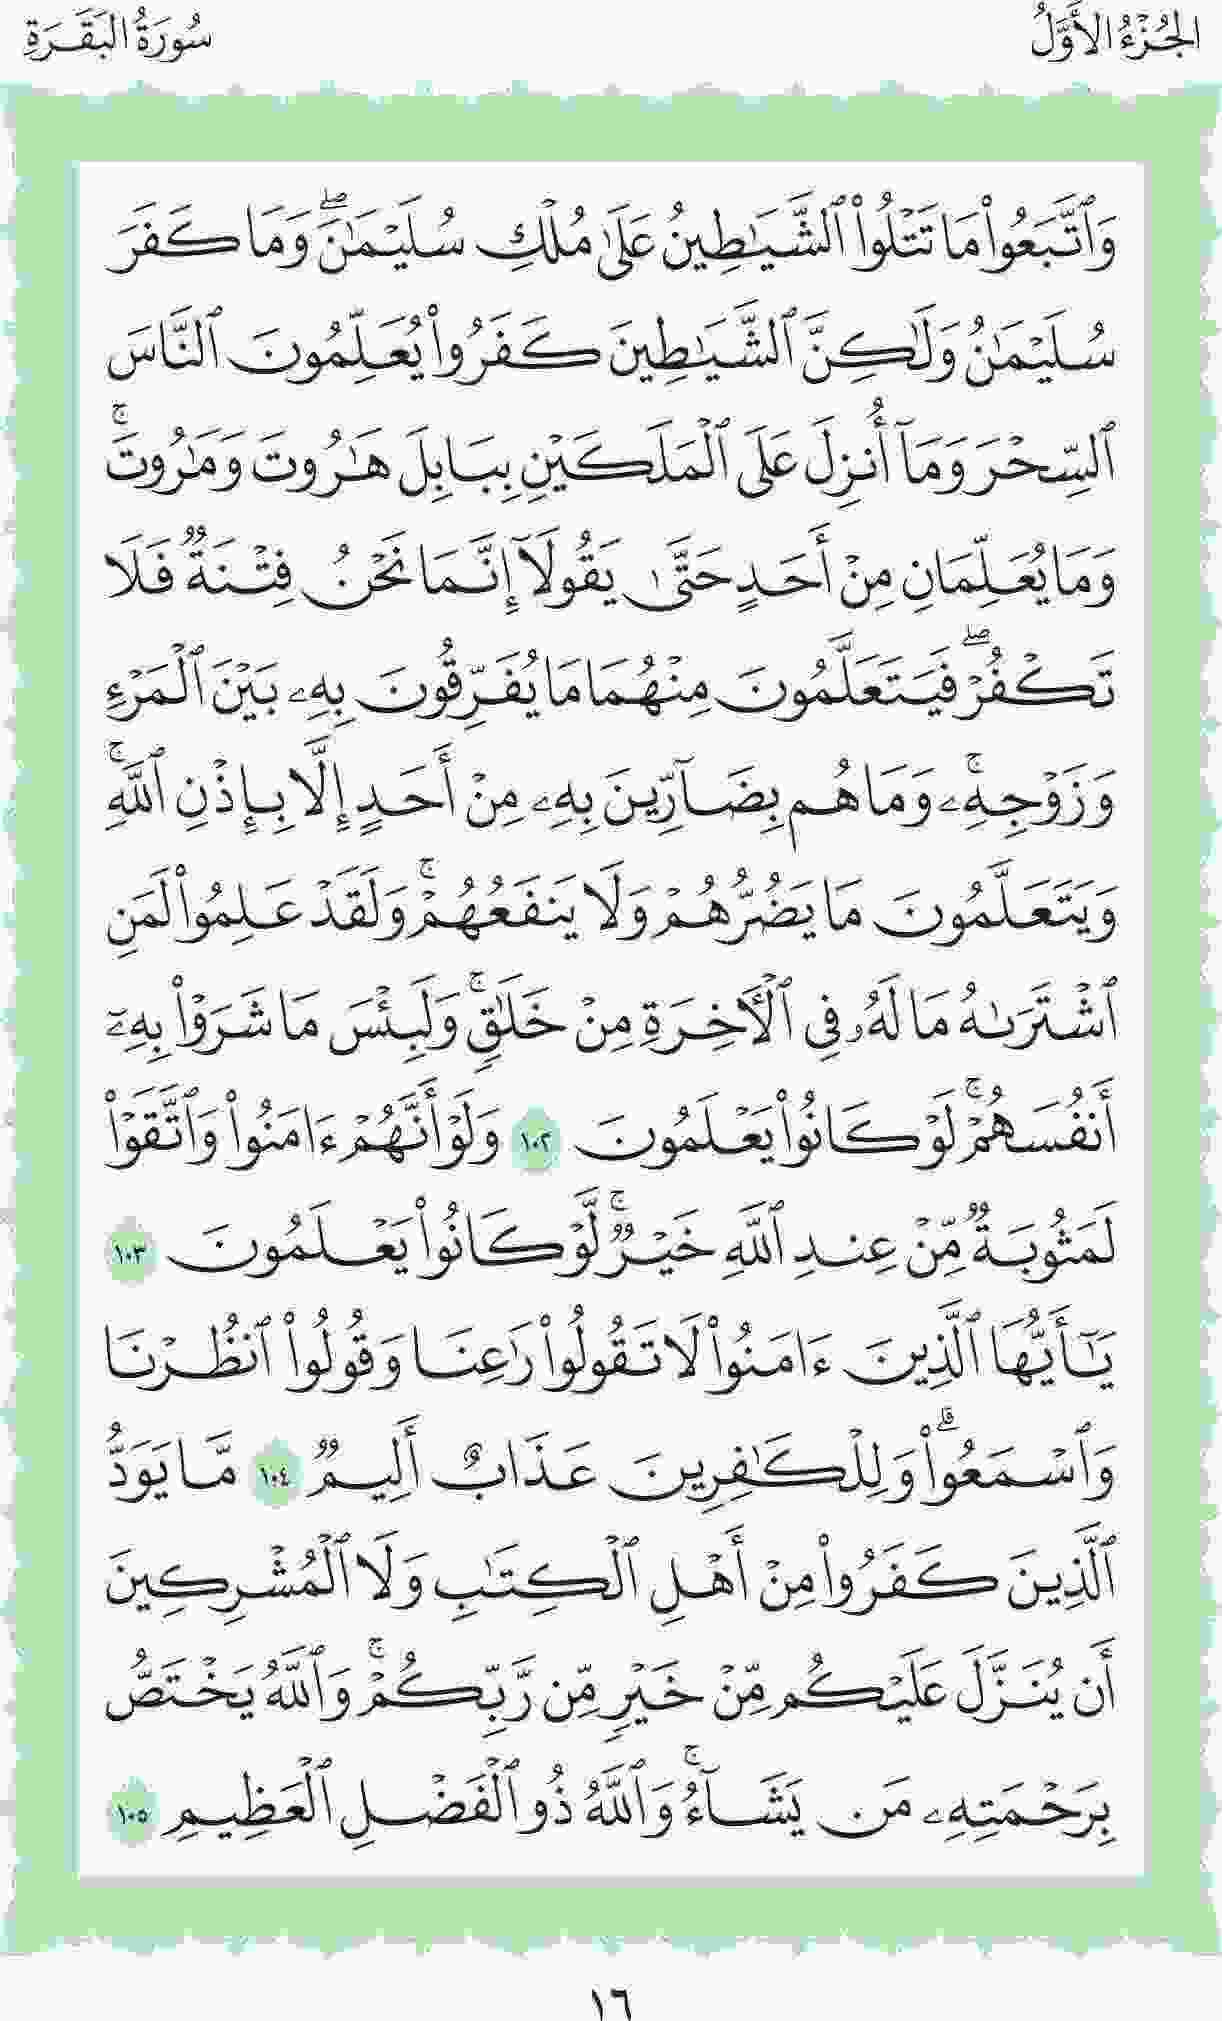 الجُزْءُ الأَوَّلُ
سُورَةُ البَقَرَةِ
وَٱتَّبَعُوا۟ مَا تَتْلُوا۟ ٱلشَّيَـٰطِينُ عَلَىٰ مُلْكِ سُلَيْمَـٰنَ ۖ وَمَا كَفَرَ
سُلَيْمَـٰنُ وَلَـٰكِنَّ ٱلشَّيَـٰطِينَ كَفَرُوا۟ يُعَلِّمُونَ ٱلنَّاسَ
ٱلسِّحْرَ وَمَآ أُنزِلَ عَلَى ٱلْمَلَكَيْنِ بِبَابِلَ هَـٰرُوتَ وَمَـٰرُوتَ ۚ
وَمَا يُعَلِّمَانِ مِنْ أَحَدٍ حَتَّىٰ يَقُولَآ إِنَّمَا نَحْنُ فِتْنَةٌ فَلَا
تَكْفُرْ ۖ فَيَتَعَلَّمُونَ مِنْهُمَا مَا يُفَرِّقُونَ بِهِۦ بَيْنَ ٱلْمَرْءِ
وَزَوْجِهِۦ ۚ وَمَا هُم بِضَآرِّينَ بِهِۦ مِنْ أَحَدٍ إِلَّا بِإِذْنِ ٱللَّهِ ۚ
وَيَتَعَلَّمُونَ مَا يَضُرُّهُمْ وَلَا يَنفَعُهُمْ ۚ وَلَقَدْ عَلِمُوا۟ لَمَنِ
ٱشْتَرَىٰهُ مَا لَهُۥ فِى ٱلْـَٔاخِرَةِ مِنْ خَلَـٰقٍ ۚ وَلَبِئْسَ مَا شَرَوْا۟ بِهِۦٓ
أَنفُسَهُمْ ۚ لَوْ كَانُوا۟ يَعْلَمُونَ ١٠٢ وَلَوْ أَنَّهُمْ ءَامَنُوا۟ وَٱتَّقَوْا۟
لَمَثُوبَةٌ مِّنْ عِندِ ٱللَّهِ خَيْرٌ ۚ لَّوْ كَانُوا۟ يَعْلَمُونَ ١٠٣
يَـٰٓأَيُّهَا ٱلَّذِينَ ءَامَنُوا۟ لَا تَقُولُوا۟ رَٰعِنَا وَقُولُوا۟ ٱنظُرْنَا
وَٱسْمَعُوا۟ ۗ وَلِلْكَـٰفِرِينَ عَذَابٌ أَلِيمٌ ١٠٤ مَّا يَوَدُّ
ٱلَّذِينَ كَفَرُوا۟ مِنْ أَهْلِ ٱلْكِتَـٰبِ وَلَا ٱلْمُشْرِكِينَ
أَن يُنَزَّلَ عَلَيْكُم مِّنْ خَيْرٍ مِّن رَّبِّكُمْ ۚ وَٱللَّهُ يَخْتَصُّ
بِرَحْمَتِهِۦ مَن يَشَآءُ ۚ وَٱللَّهُ ذُو ٱلْفَضْلِ ٱلْعَظِيمِ ١٠٥
١٦